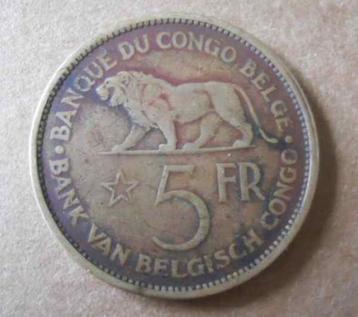 BANQUE DU CONGO BELGE
5 FR
BANK VAN BELGISCH CONGO